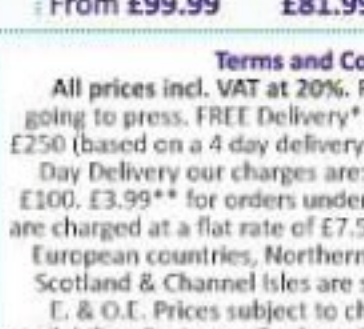 From £99.99 £81.99
Terms and Co
All prices incl. VAT at 20%. P
going to press. FREE Delivery*
£250 (based on a 4 day delivery
Day Delivery our charges are:
£100. £3.99** for orders under
are charged at a flat rate of £7.5
European countries, Northern
Scotland & Channel Isles are s
E. & O.E. Prices subject to ch